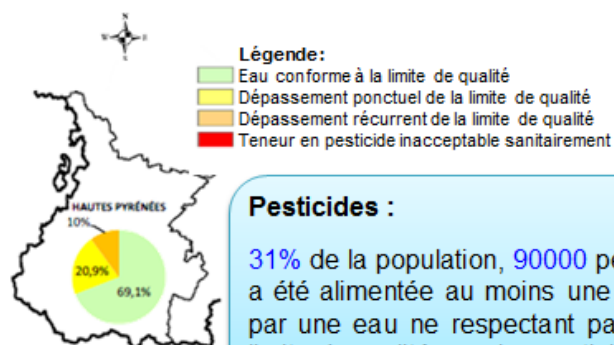 N
W E
S
Légende:
Eau conforme à la limite de qualité
Dépassement ponctuel de la limite de qualité
Dépassement récurrent de la limite de qualité
Teneur en pesticide inacceptable sanitairement
HAUTES PYRÉNÉES
10%
20,9%
69,1%
Pesticides :
31% de la population, 90000
a été alimentée au moins une
par une eau ne respectant